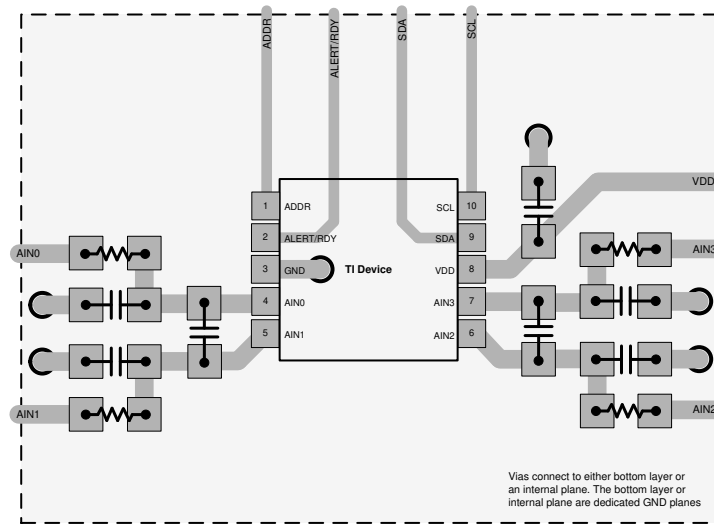 ADDR
ALERT/RDY
SDA
SCL
VDD
1 ADDR SCL 10
2 ALERT/RDY SDA 9
3 GND TI Device VDD 8
4 AIN0 AIN3 7
5 AIN1 AIN2 6
AIN0
AIN3
AIN1
AIN2
Vias connect to either bottom layer or
an internal plane. The bottom layer or
internal plane are dedicated GND planes